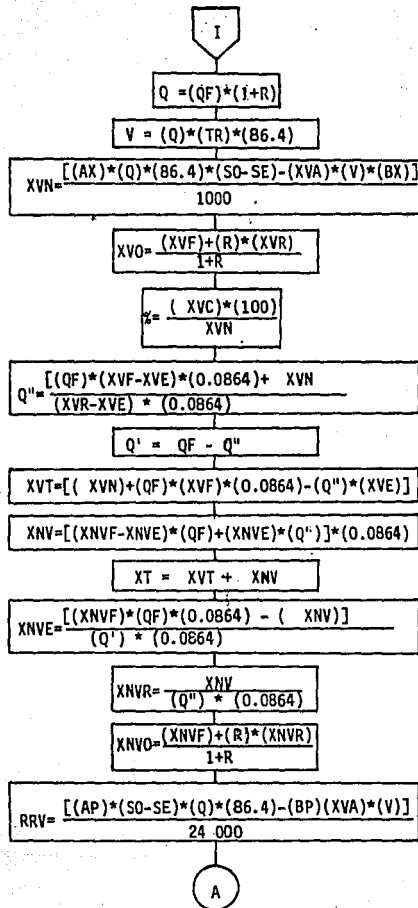 I
Q =(QF)*(1+R)
V = (Q)*(TR)*(86.4)
XVN=[(AX)*(Q)*(86.4)*(SO-SE)-(XVA)*(V)*(BX)]
1000
XVO=(XVF)+(R)*(XVR)
1+R
%=( XVC)*(100)
XVN
Q"=[(QF)*(XVF-XVE)*(0.0864)+ XVN
(XVR-XVE) * (0.0864)
Q' = QF - Q"
XVT=[( XVN)+(QF)*(XVF)*(0.0864)-(Q")*(XVE)]
XNV=[(XNVF-XNVE)*(QF)+(XNVE)*(Q")]*(0.0864)
XT = XVT + XNV
XNVE=[(XNVF)*(QF)*(0.0864) - ( XNV)]
(Q') * (0.0864)
XNVR= XNV
(Q") * (0.0864)
XNVO=(XNVF)+(R)*(XNVR)
1+R
RRV= [(AP)*(SO-SE)*(Q)*(86.4)-(BP)(XVA)*(V)]
24 000
A